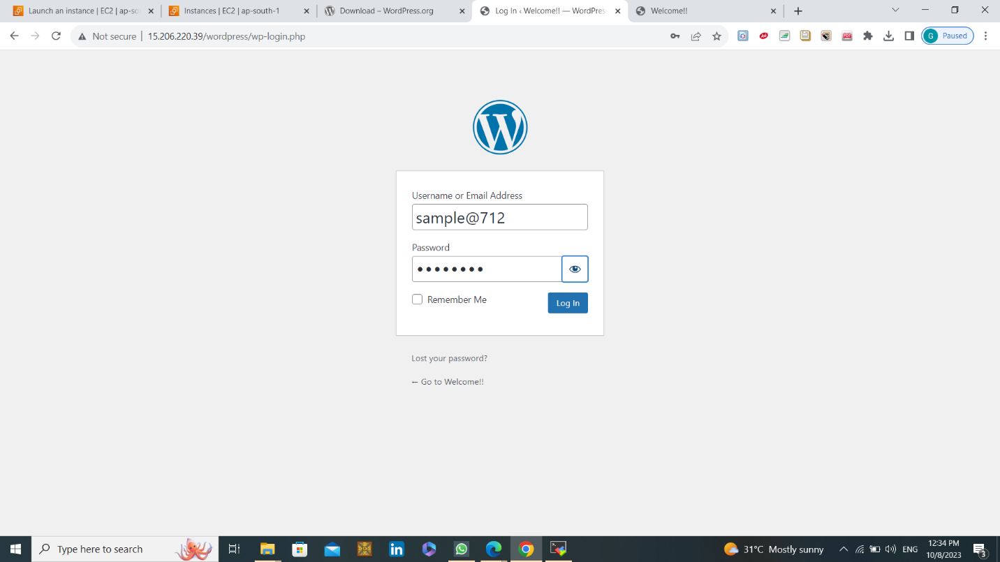 Launch an instance | EC2 | ap-so
Instances | EC2 | ap-south-1
Download – WordPress.org
Log In ‹ Welcome!! — WordPres
Welcome!!
Not secure
15.206.220.39/wordpress/wp-login.php
PDF
G
Paused
W
Username or Email Address
sample@712
Password
Remember Me
Log In
Lost your password?
← Go to Welcome!!
Type here to search
DOS
in
31°C Mostly sunny
ENG
12:34 PM
10/8/2023
3